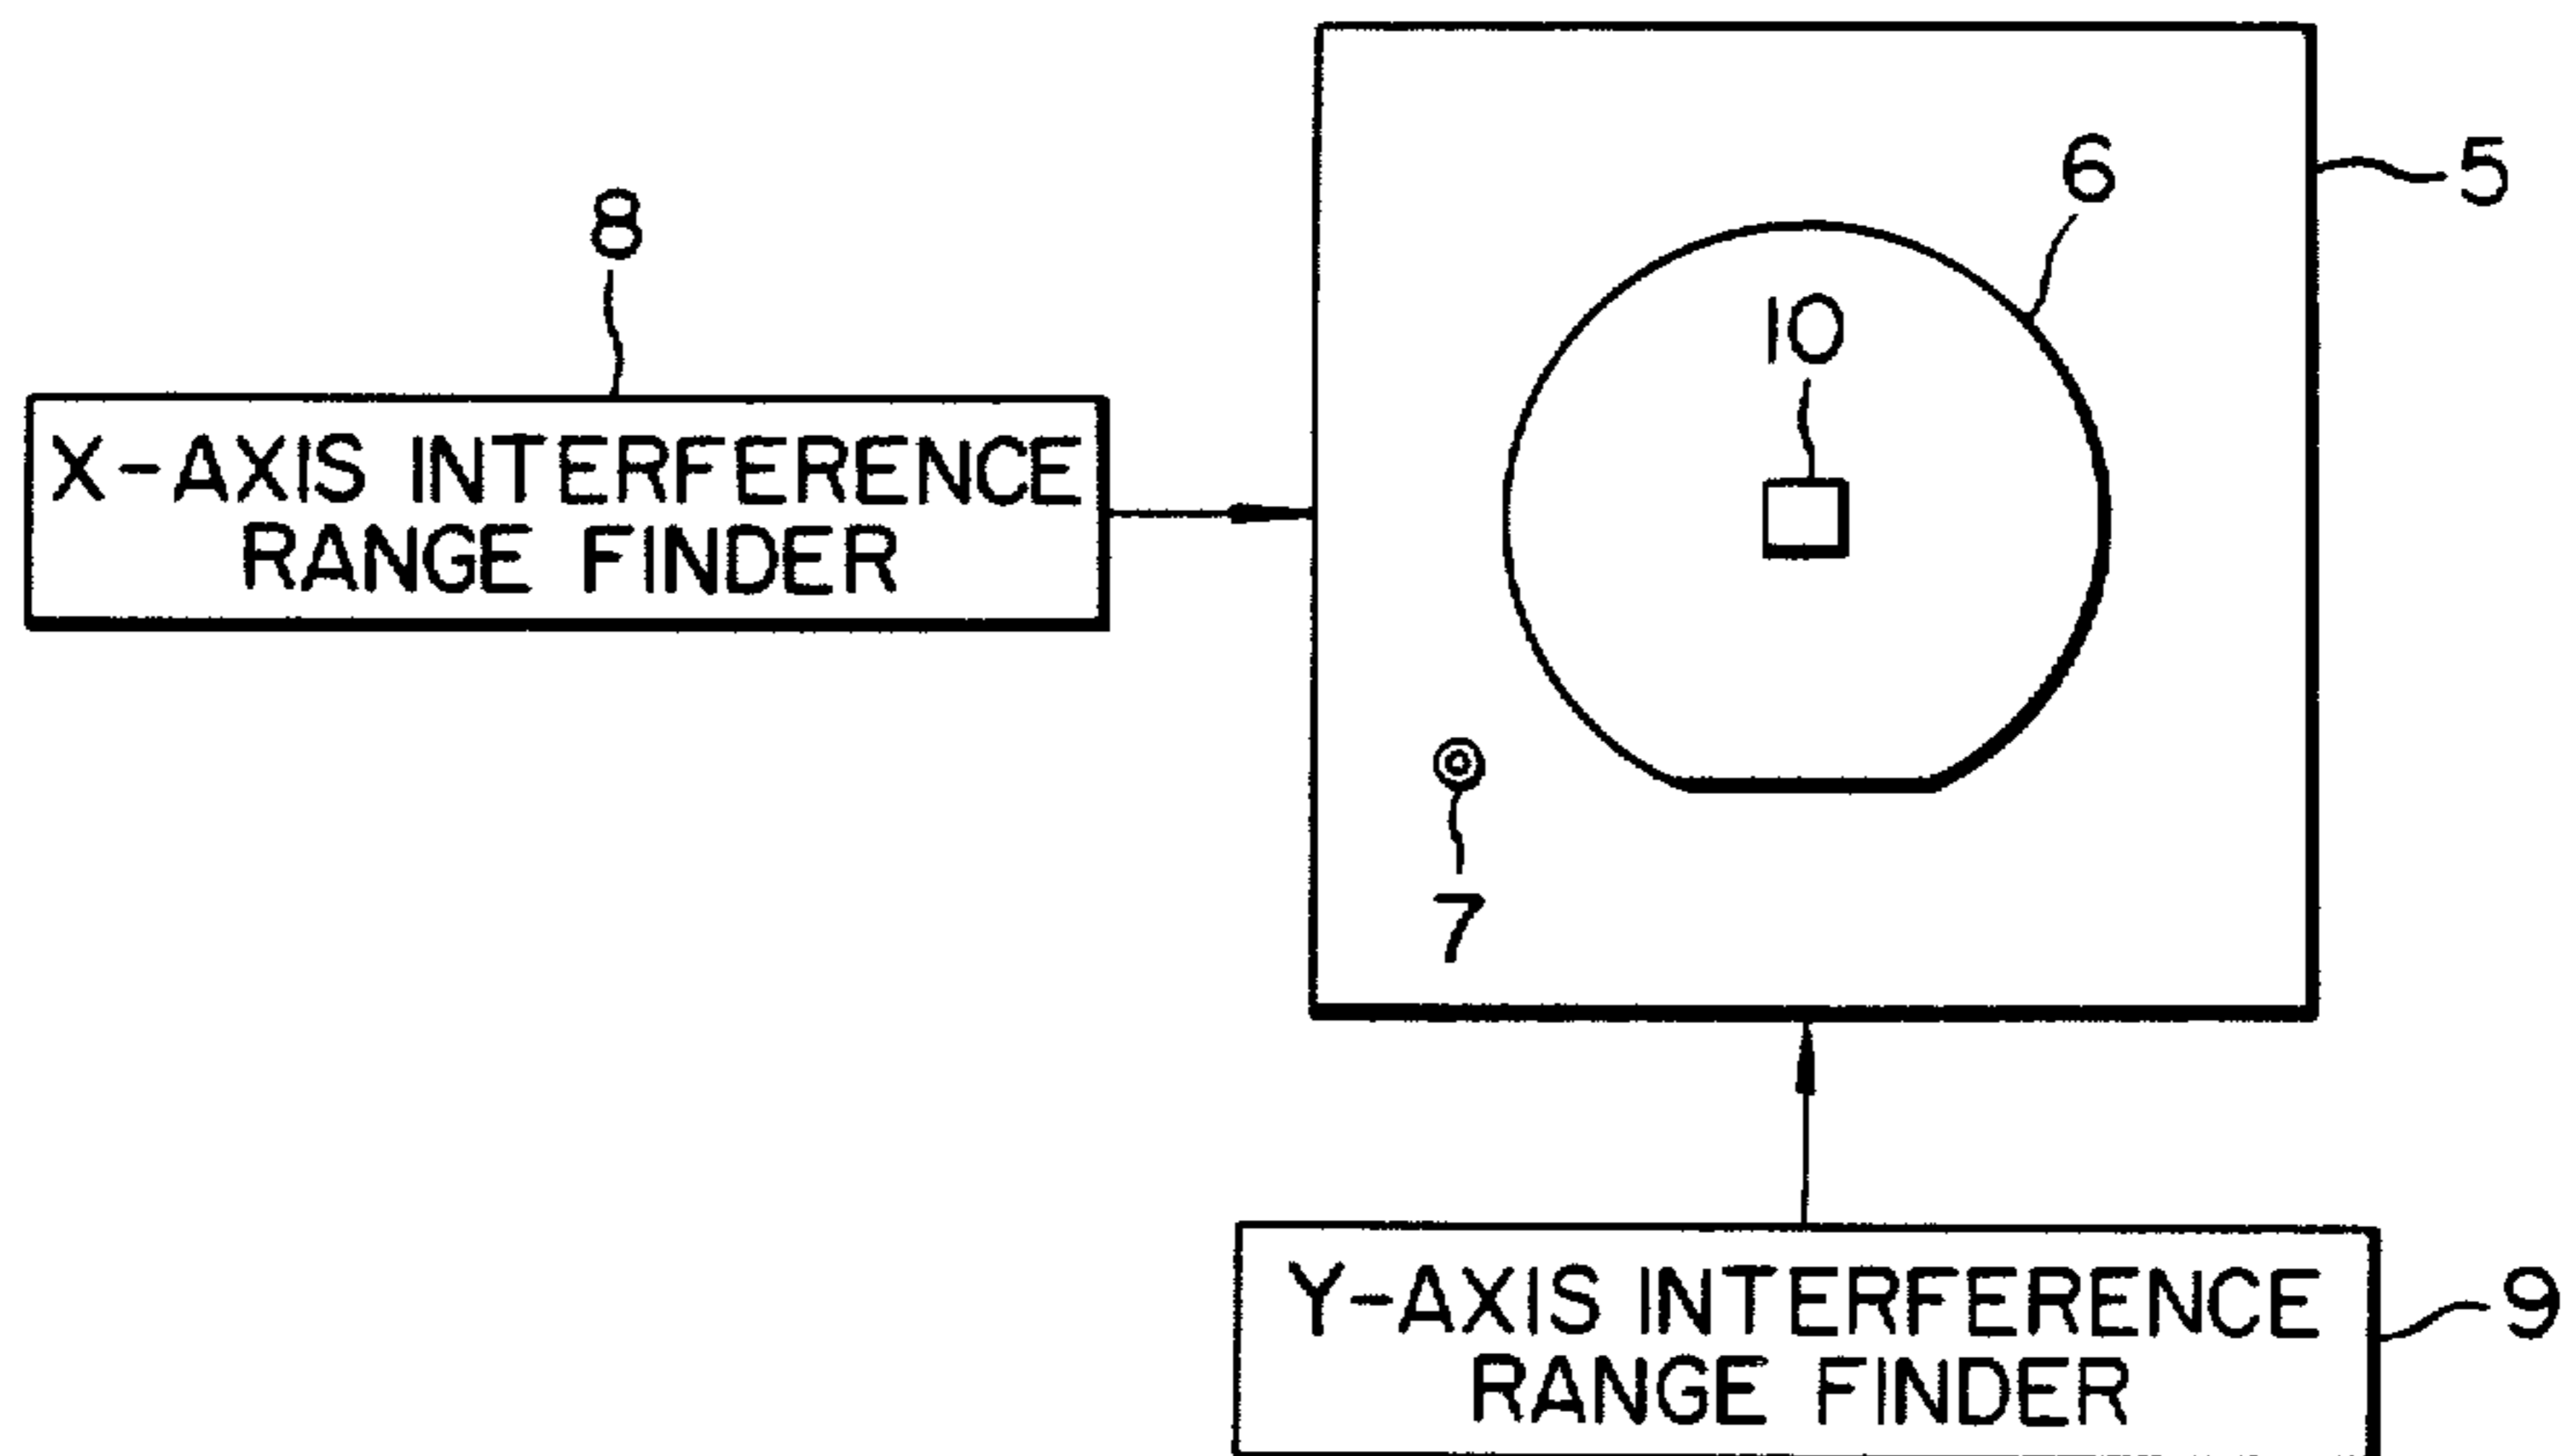 5
6
8
10
X-AXIS INTERFERENCE
RANGE FINDER
7
Y-AXIS INTERFERENCE
RANGE FINDER
9